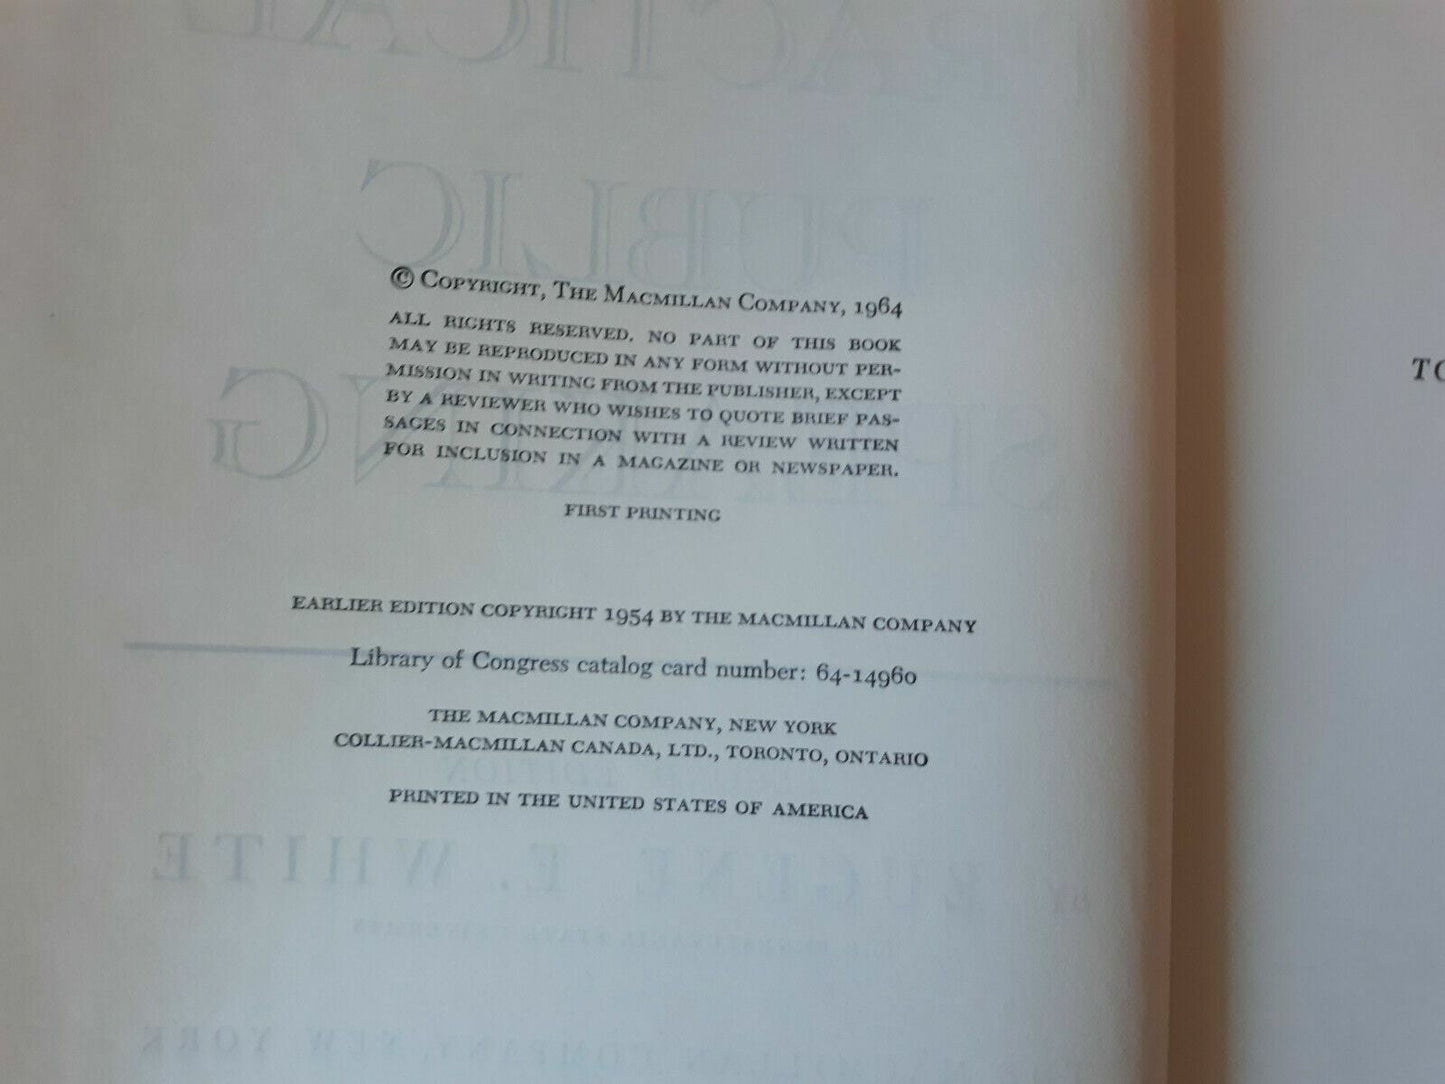 © Copyright, The Macmillan Company, 1964
ALL RIGHTS RESERVED. NO PART OF THIS BOOK
MAY BE REPRODUCED IN ANY FORM WITHOUT PER-
MISSION IN WRITING FROM THE PUBLISHER, EXCEPT
BY A REVIEWER WHO WISHES TO QUOTE BRIEF PAS-
SAGES IN CONNECTION WITH A REVIEW WRITTEN
FOR INCLUSION IN A MAGAZINE OR NEWSPAPER.
FIRST PRINTING
EARLIER EDITION COPYRIGHT 1954 BY THE MACMILLAN COMPANY
Library of Congress catalog card number: 64-14960
THE MACMILLAN COMPANY, NEW YORK
COLLIER-MACMILLAN CANADA, LTD., TORONTO, ONTARIO
PRINTED IN THE UNITED STATES OF AMERICA
PUBLIC
EUGENE E. WHITE